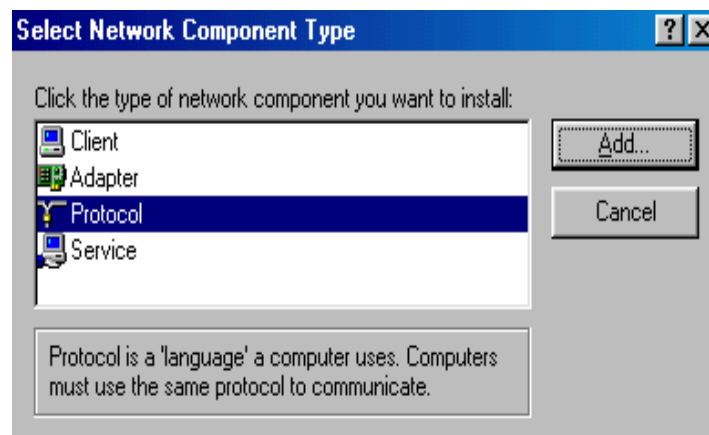 Select Network Component Type
Click the type of network component you want to install:
Client
Adapter
Protocol
Service
Add...
Cancel
Protocol is a 'language' a computer uses. Computers
must use the same protocol to communicate.